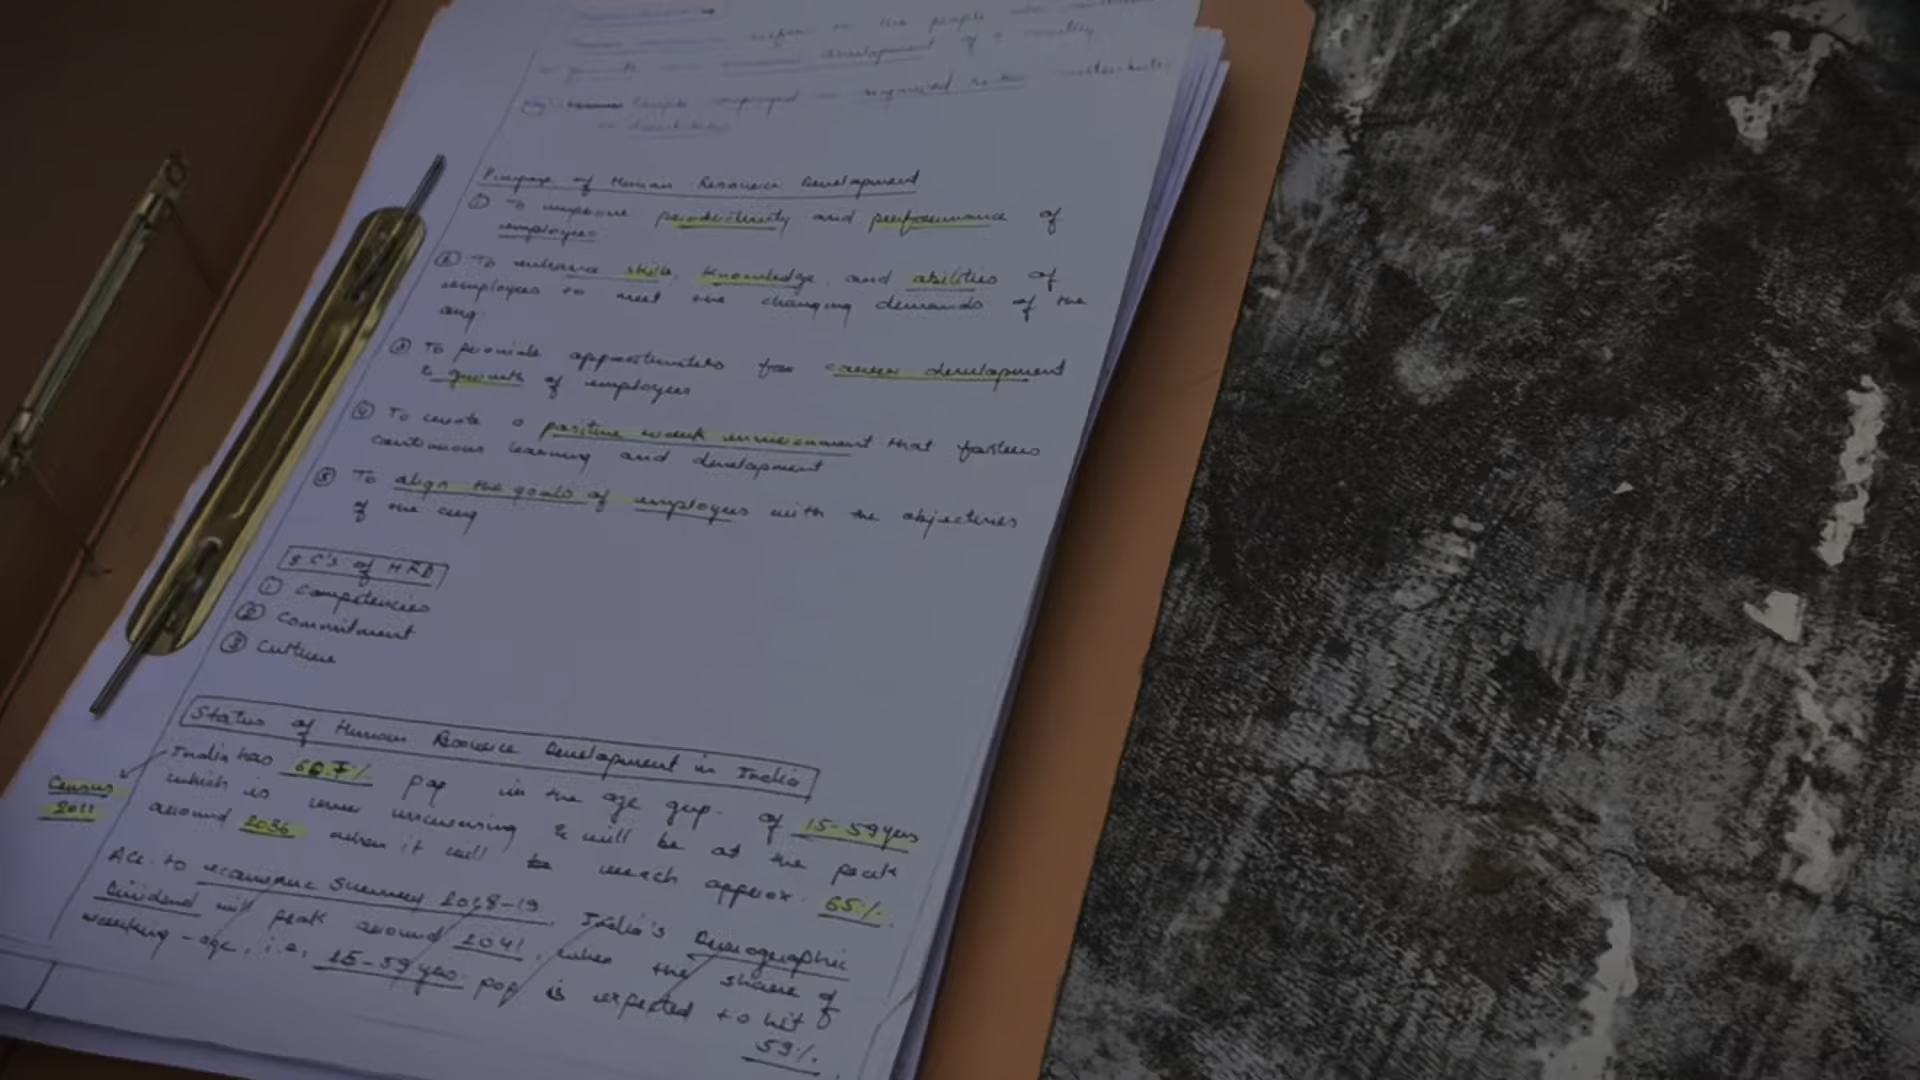 development of a country
People employed
Purpose of Human Resource Development
① To improve productivity and performance of
employees
② To enhance skills, knowledge, and abilities of
employees to meet the changing demands of the
org.
③ To provide opportunities for career development
& growth of employees
④ To create a positive work environment that fosters
continuous learning and development
⑤ To align the goals of employees with the objectives
of the org
3 C's of HRD
① Competencies
② Commitment
③ Culture
Status of Human Resource Development in India
Census
2011
India has pop in the age grp. of 15-59 yrs
which is increasing & will be at the peak
around 2036 when it will reach approx. 65%.
Acc. to economic Survey 2018-19, India's Demographic
Dividend will peak around 2041, when the share of
working-age, i.e, 15-59 yrs pop is expected to hit
59%.